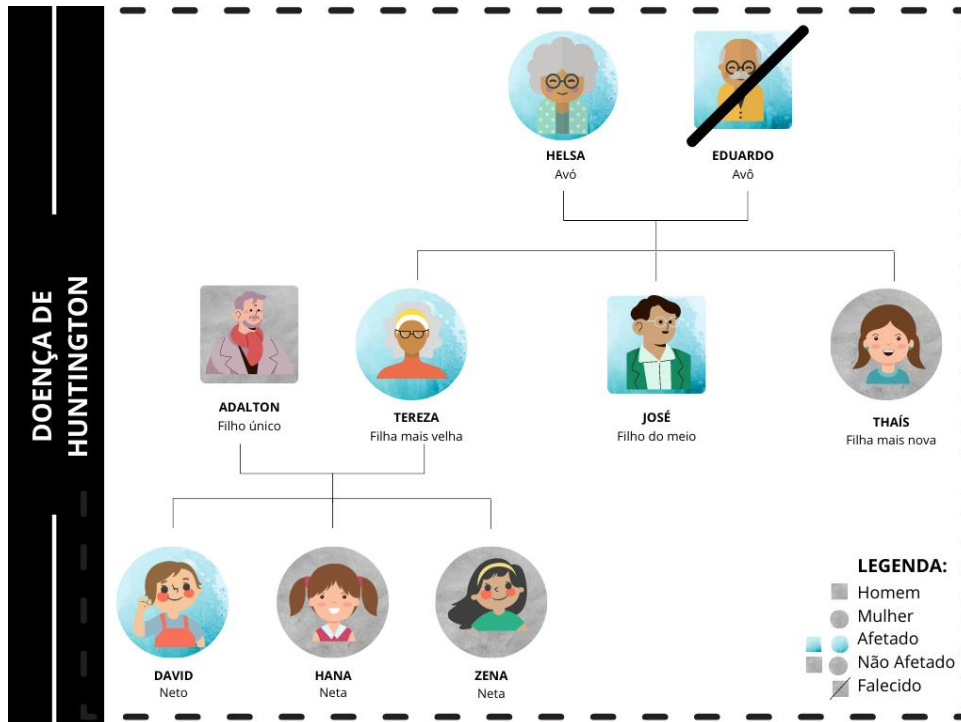 DOENÇA DE
HUNTINGTON
HELSA
Avó
EDUARDO
Avô
ADALTON
Filho único
TEREZA
Filha mais velha
JOSÉ
Filho do meio
THAÍS
Filha mais nova
DAVID
Neto
HANA
Neta
ZENA
Neta
LEGENDA:
Homem
Mulher
Afetado
Não Afetado
Falecido